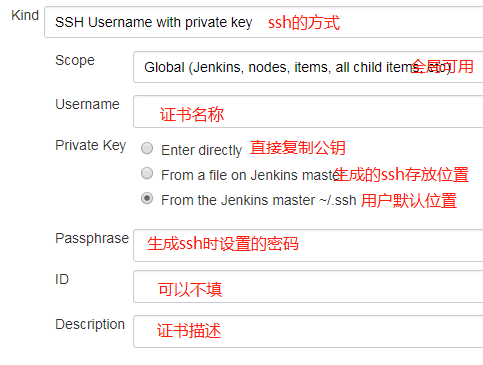 Kind SSH Username with private key ssh的方式
Scope Global (Jenkins, nodes, items, all child items, etc) 全局可用
Username 证书名称
Private Key Enter directly 直接复制公钥
From a file on Jenkins master 生成的ssh存放位置
From the Jenkins master ~/.ssh 用户默认位置
Passphrase 生成ssh时设置的密码
ID 可以不填
Description 证书描述